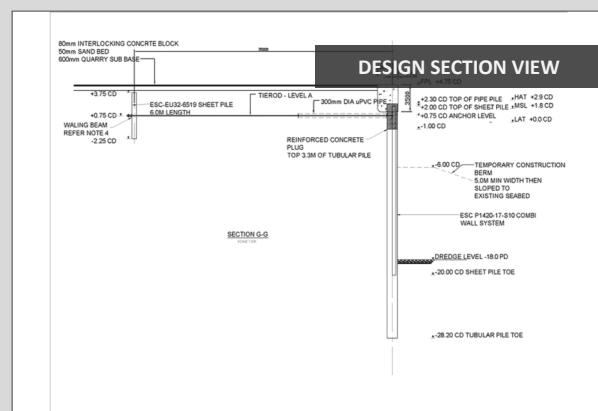 80mm INTERLOCKING CONCRTE BLOCK
50mm SAND BED
600mm QUARRY SUB BASE
DESIGN SECTION VIEW
+3.75 CD
ESC-EU32-6519 SHEET PILE
6.0M LENGTH
+0.75 CD
WALING BEAM
REFER NOTE 4
-2.25 CD
TIEROD - LEVEL A
300mm DIA uPVC PIPE
3500
+2.30 CD TOP OF PIPE PILE
+2.00 CD TOP OF SHEET PILE
+0.75 CD ANCHOR LEVEL
-1.00 CD
HAT +2.9 CD
MSL +1.8 CD
LAT +0.0 CD
REINFORCED CONCRETE
PLUG
TOP 3.3M OF TUBULAR PILE
-6.00 CD
TEMPORARY CONSTRUCTION
BERM
5.0M MIN WIDTH THEN
SLOPED TO
EXISTING SEABED
ESC P1420-17-S10 COMBI
WALL SYSTEM
SECTION G-G
DREDGE LEVEL -18.0 PD
-20.00 CD SHEET PILE TOE
-28.20 CD TUBULAR PILE TOE